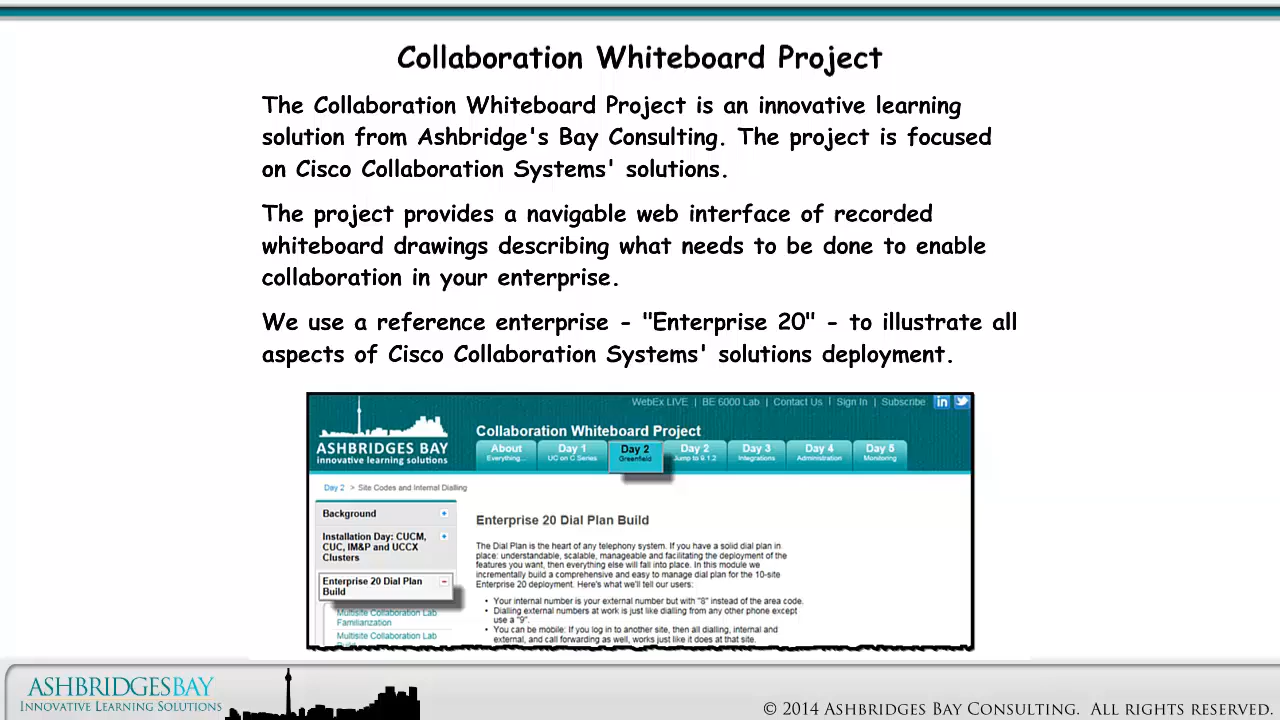 Collaboration Whiteboard Project
The Collaboration Whiteboard Project is an innovative learning
solution from Ashbridge's Bay Consulting. The project is focused
on Cisco Collaboration Systems' solutions.
The project provides a navigable web interface of recorded
whiteboard drawings describing what needs to be done to enable
collaboration in your enterprise.
We use a reference enterprise - "Enterprise 20" - to illustrate all
aspects of Cisco Collaboration Systems' solutions deployment.
WebEx LIVE | BE 6000 Lab | Contact Us | Sign In | Subscribe in
ASHBRIDGES BAY
innovative learning solutions
Collaboration Whiteboard Project
About Day 1 Day 2 Day 2 Day 3 Day 4 Day 5
Everything... UC on C Series Greenfield Jump to 9.1.2 Integrations Administration Monitoring
Day 2 > Site Codes and Internal Dialling
Background
Installation Day: CUCM,
CUC, IM&P and UCCX
Clusters
Enterprise 20 Dial Plan
Build
Multisite Collaboration Lab
Familiarization
Multisite Collaboration Lab
Enterprise 20 Dial Plan Build
The Dial Plan is the heart of any telephony system. If you have a solid dial plan in
place: understandable, scalable, manageable and facilitating the deployment of the
features you want, then everything else will fall into place. In this module we
incrementally build a comprehensive and easy to manage dial plan for the 10-site
Enterprise 20 deployment. Here's what we'll tell our users:
• Your internal number is your external number but with "8" instead of the area code.
• Dialling external numbers at work is just like dialling from any other phone except
use a "9".
• You can be mobile: If you log in to another site, then all dialling, internal and
external, and call forwarding as well, works just like it does at that site.
ASHBRIDGESBAY
INNOVATIVE LEARNING SOLUTIONS
© 2014 ASHBRIDGES BAY CONSULTING. ALL RIGHTS RESERVED.